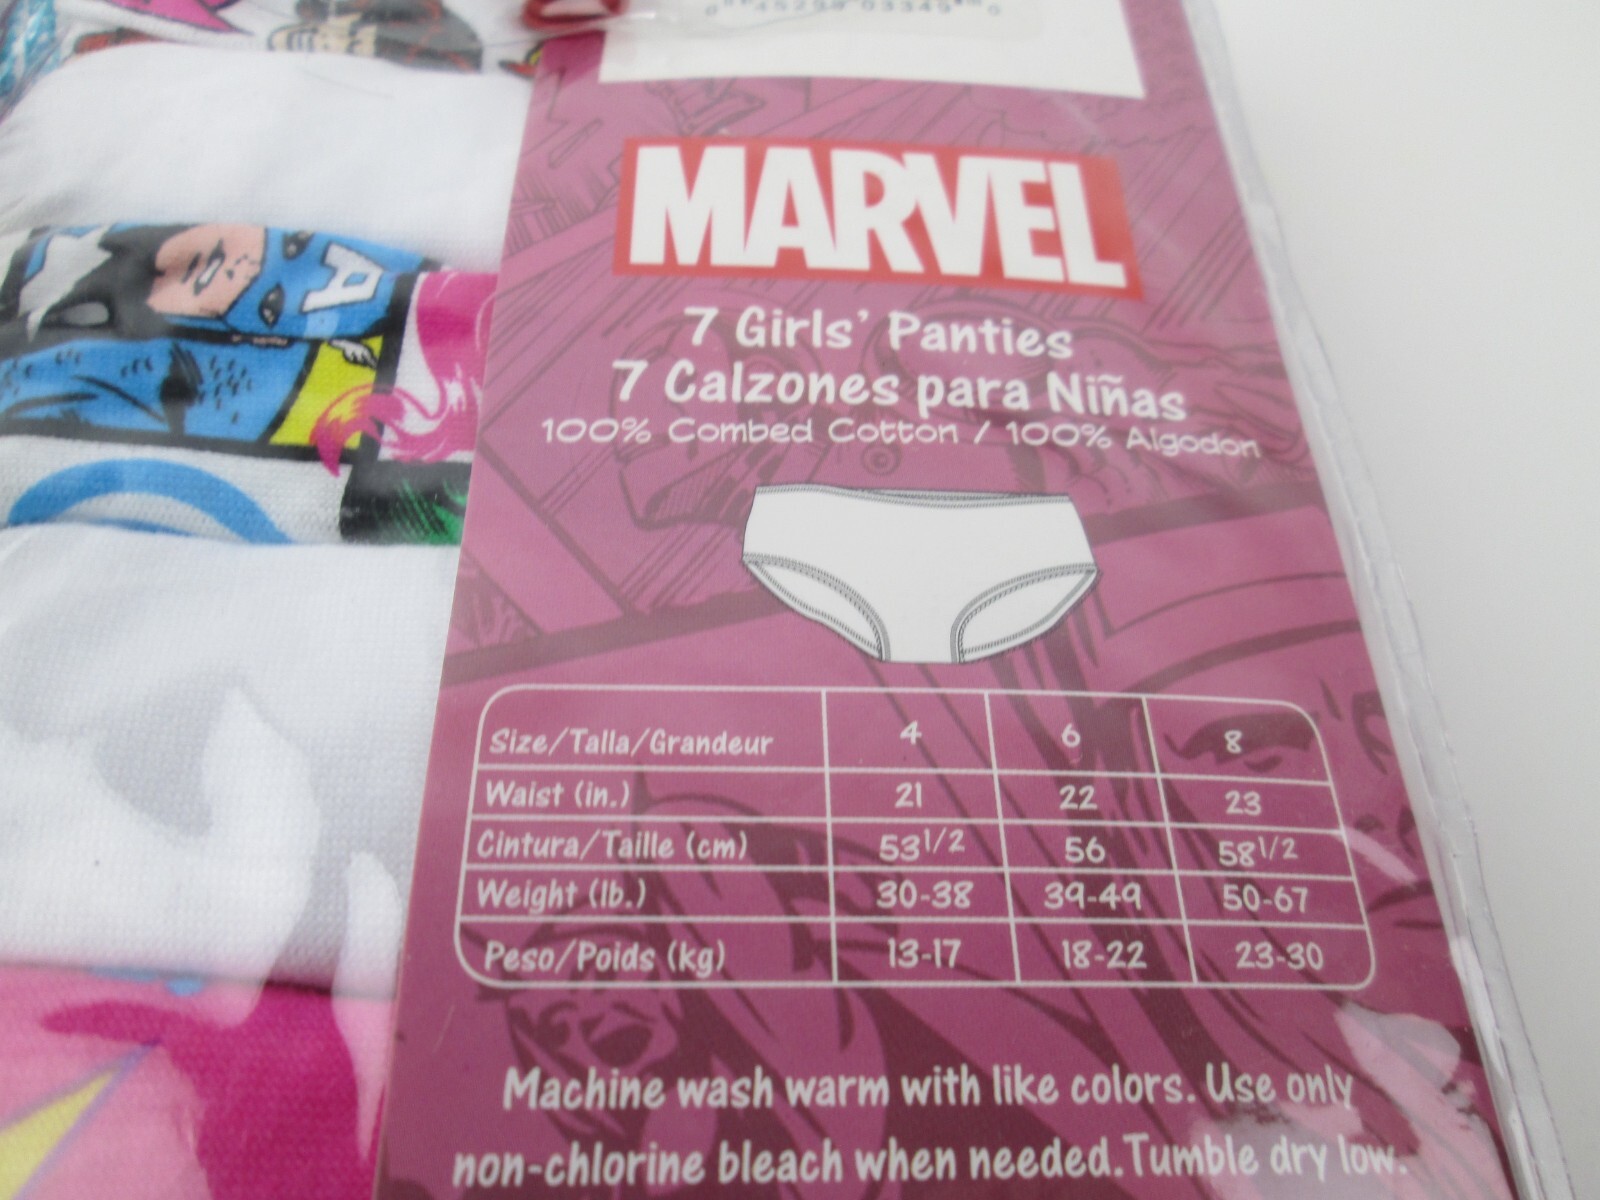 MARVEL
7 Girls' Panties
7 Calzones para Niñas
100% Combed Cotton / 100% Algodon
Size/Talla/Grandeur 4 6 8
Waist (in.) 21 22 23
Cintura/Taille (cm) 53 1/2 56 58 1/2
Weight (lb.) 30-38 39-49 50-67
Peso/Poids (kg) 13-17 18-22 23-30
Machine wash warm with like colors. Use only
non-chlorine bleach when needed. Tumble dry low.
A